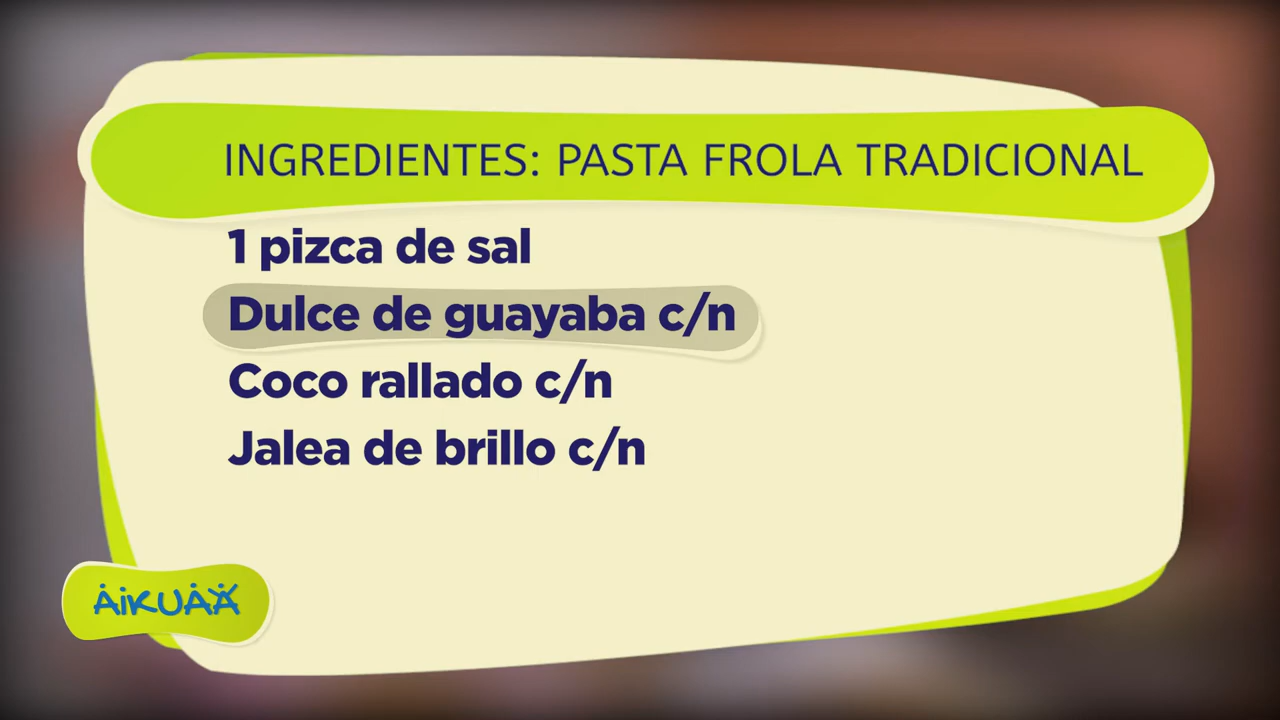 INGREDIENTES: PASTA FROLA TRADICIONAL
1 pizca de sal
Dulce de guayaba c/n
Coco rallado c/n
Jalea de brillo c/n
AiKUAA